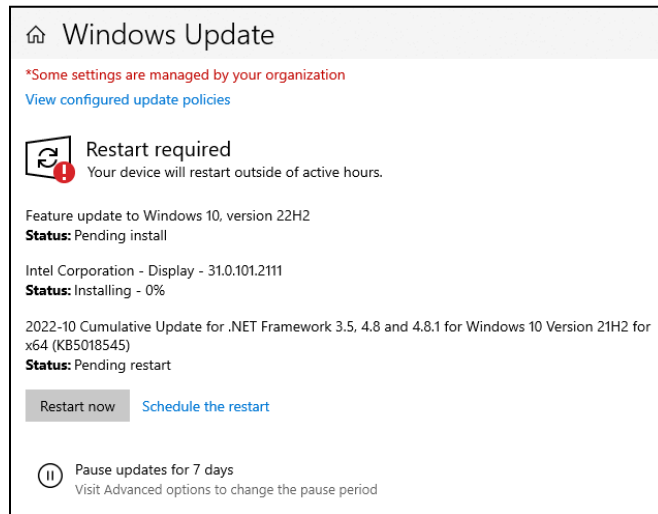 Windows Update
*Some settings are managed by your organization
View configured update policies
Restart required
Your device will restart outside of active hours.
Feature update to Windows 10, version 22H2
Status: Pending install
Intel Corporation - Display - 31.0.101.2111
Status: Installing - 0%
2022-10 Cumulative Update for .NET Framework 3.5, 4.8 and 4.8.1 for Windows 10 Version 21H2 for
x64 (KB5018545)
Status: Pending restart
Restart now Schedule the restart
Pause updates for 7 days
Visit Advanced options to change the pause period